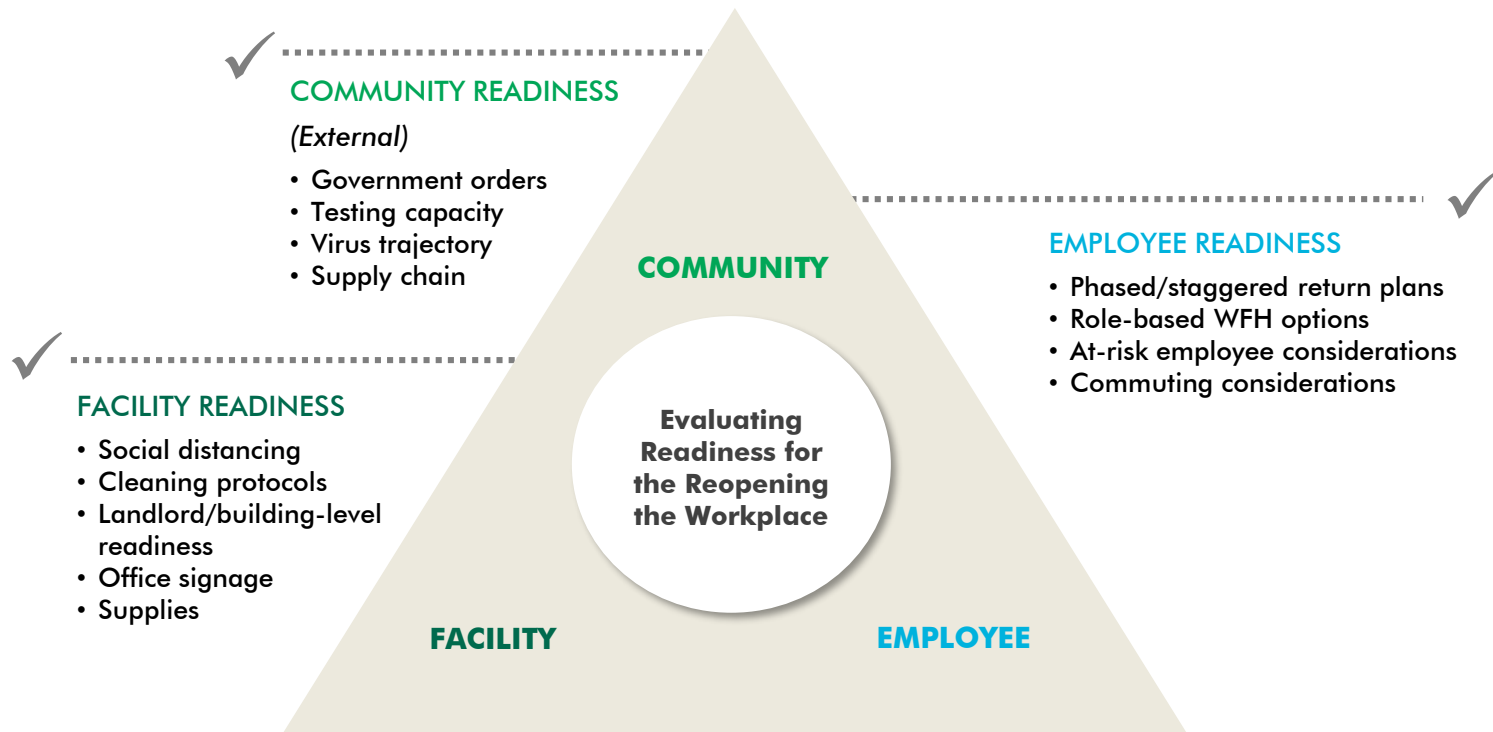 COMMUNITY READINESS
(External)
• Government orders
• Testing capacity
• Virus trajectory
• Supply chain
EMPLOYEE READINESS
• Phased/staggered return plans
• Role-based WFH options
• At-risk employee considerations
• Commuting considerations
FACILITY READINESS
• Social distancing
• Cleaning protocols
• Landlord/building-level
readiness
• Office signage
• Supplies
COMMUNITY
Evaluating
Readiness for
the Reopening
the Workplace
FACILITY
EMPLOYEE